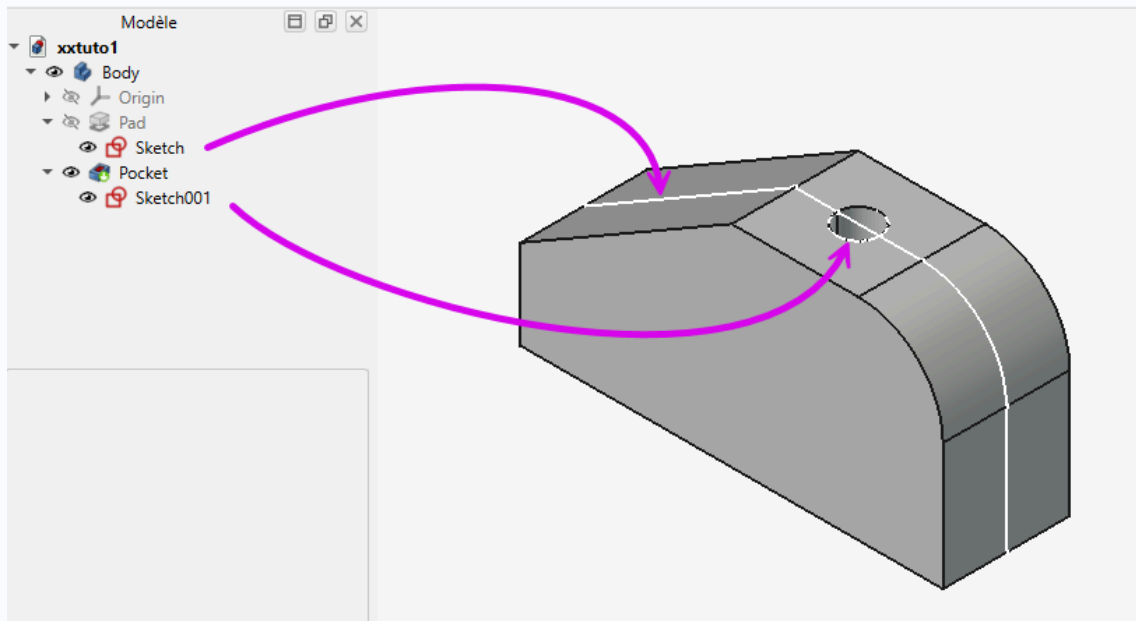 Modèle
xxtuto1
Body
Origin
Pad
Sketch
Pocket
Sketch001